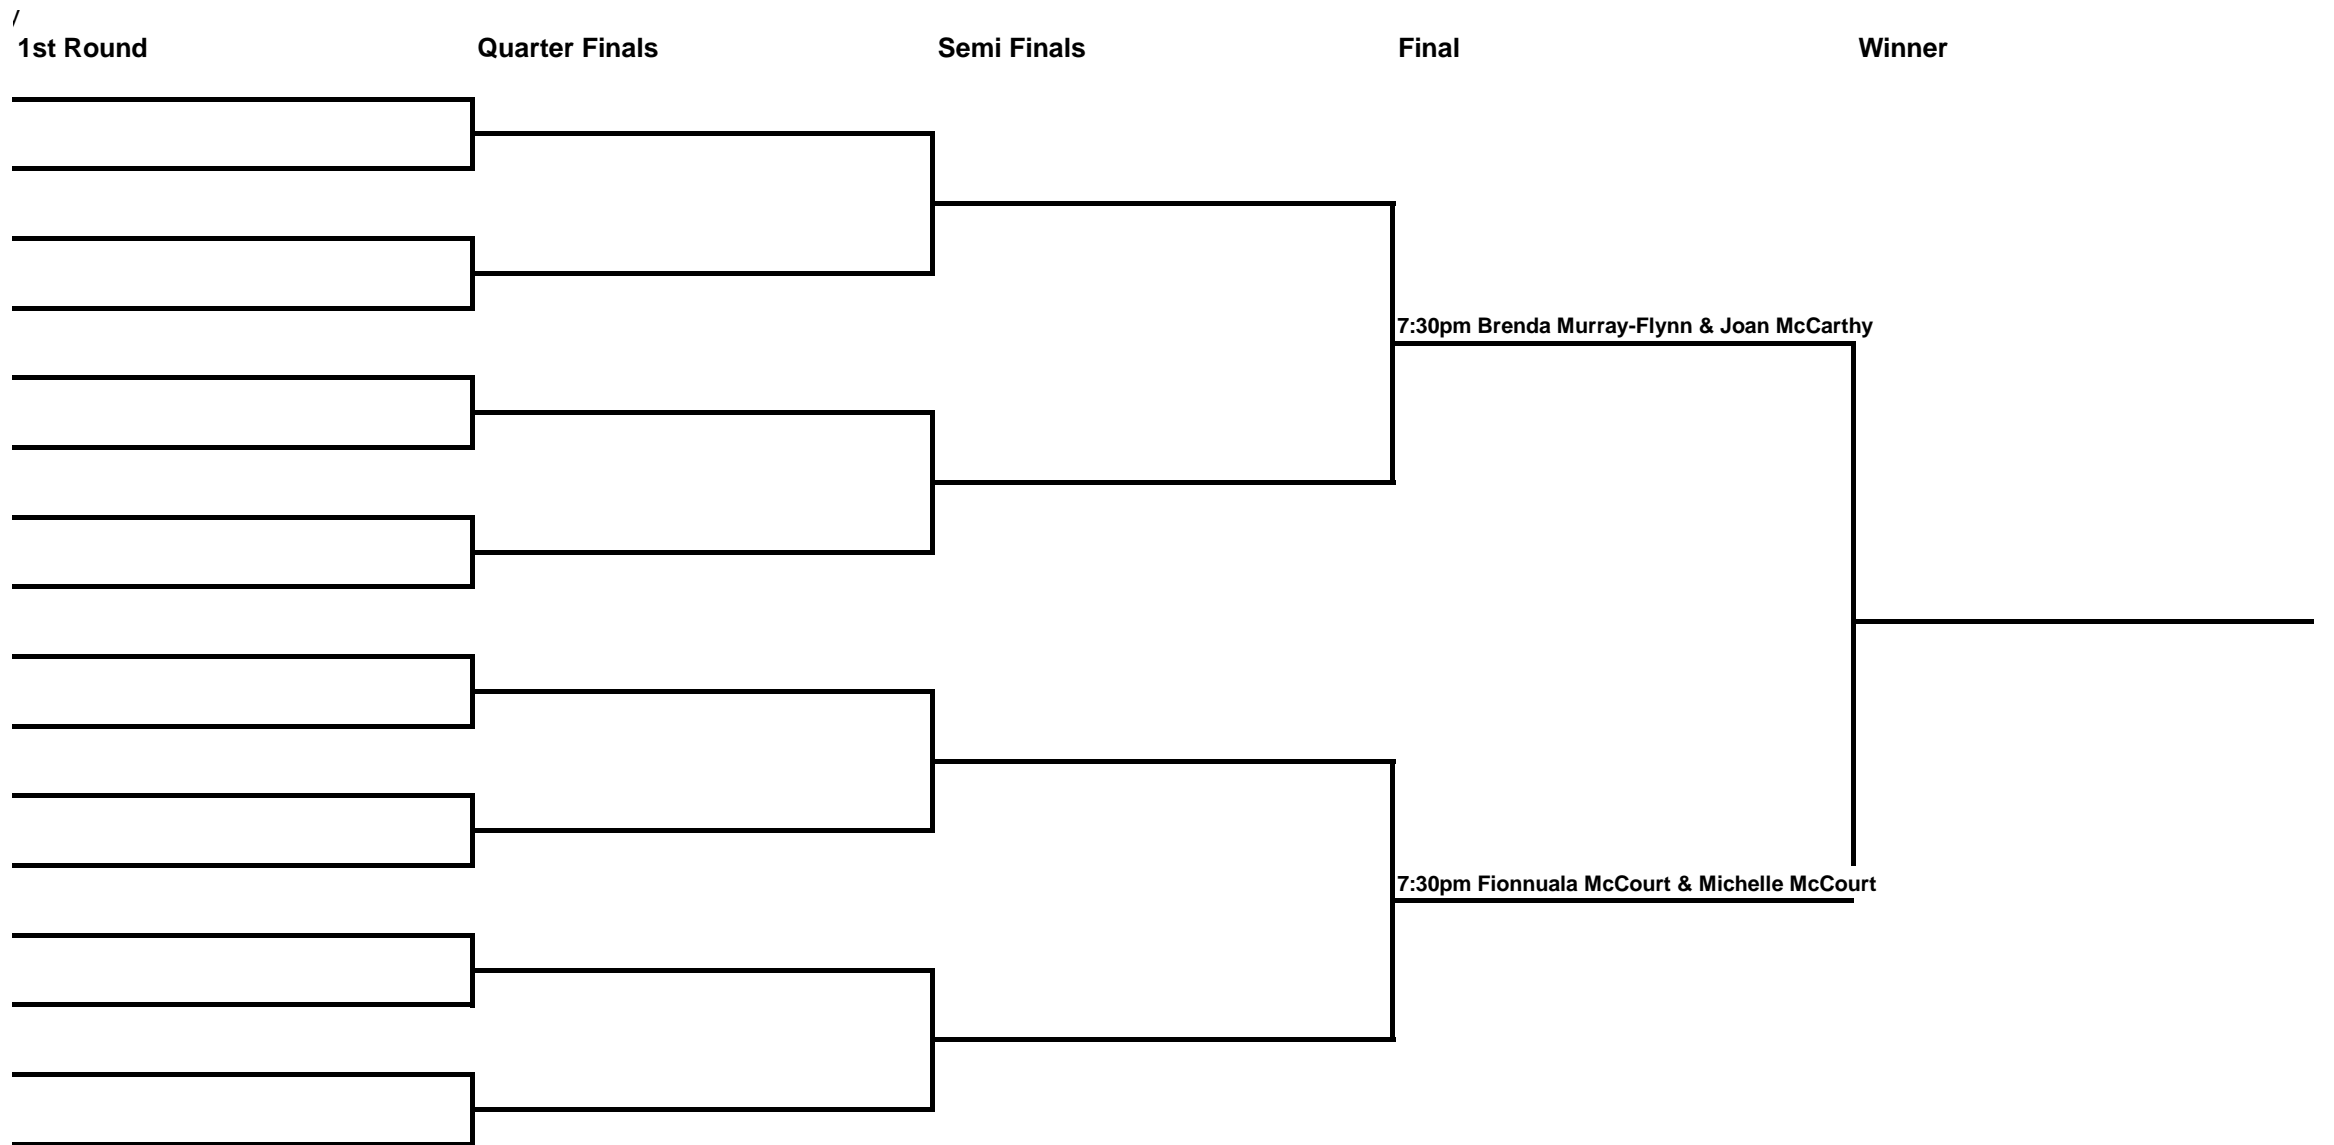 /
1st Round Quarter Finals Semi Finals Final Winner
7:30pm Brenda Murray-Flynn & Joan McCarthy
7:30pm Fionnuala McCourt & Michelle McCourt